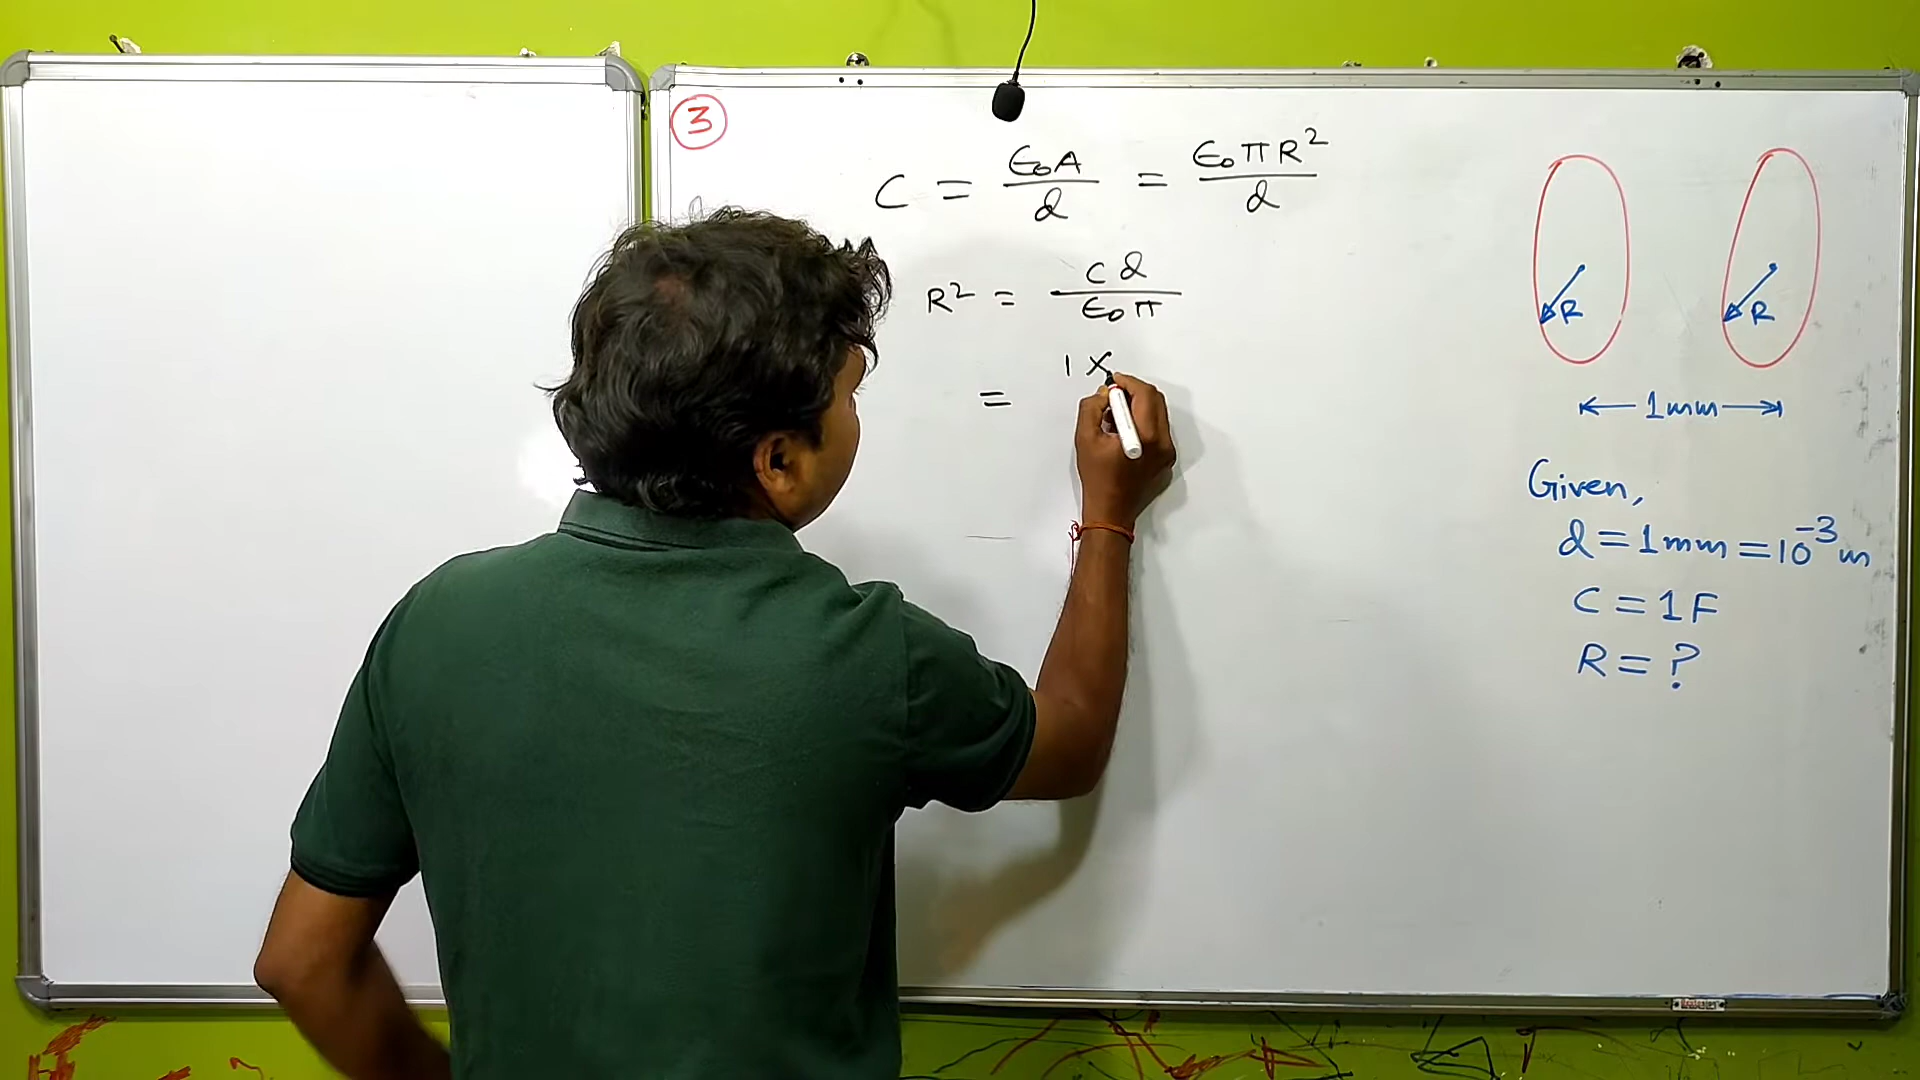 3
C = ϵ₀A/d = ϵ₀πR²/d
R² = Cd/ϵ₀π
= 1 ×
R R
1mm
Given,
d = 1mm = 10⁻³m
C = 1F
R = ?